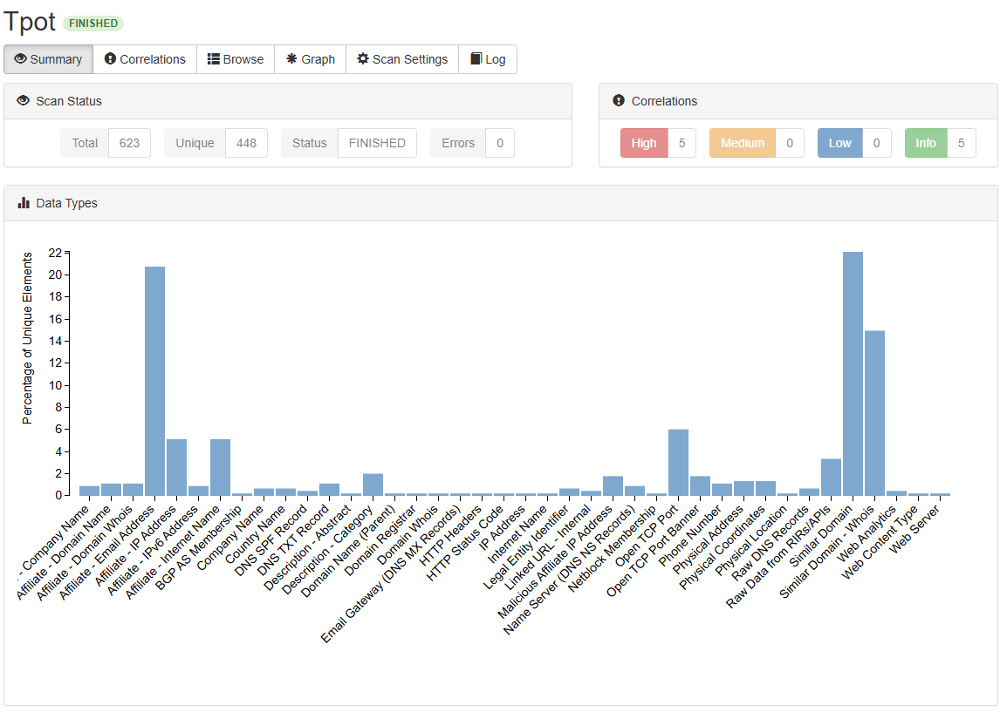 Tpot FINISHED
Summary Correlations Browse Graph Scan Settings Log
Scan Status
Total 623 Unique 448 Status FINISHED Errors 0
Correlations
High 5 Medium 0 Low 0 Info 5
Data Types
Percentage of Unique Elements
22
20
18
16
14
12
10
8
6
4
2
0
- Company Name
Affiliate - Domain Name
Affiliate - Domain Whois
Affiliate - Email Address
Affiliate - IP Address
Affiliate - IPv6 Address
Affiliate - Internet Name
BGP AS Membership
Company Name
Country Name
DNS SPF Record
DNS TXT Record
Description - Abstract
Description - Category
Domain Name (Parent)
Domain Registrar
Domain Whois
Email Gateway (DNS MX Records)
HTTP Headers
HTTP Status Code
IP Address
Internet Name
Legal Entity Identifier
Linked URL - Internal
Malicious Affiliate IP Address
Name Server (DNS NS Records)
Netblock Membership
Open TCP Port
Open TCP Port Banner
Phone Number
Physical Address
Physical Coordinates
Physical Location
Raw DNS Records
Raw Data from RIRs/APIs
Similar Domain
Similar Domain - Whois
Web Analytics
Web Content Type
Web Server